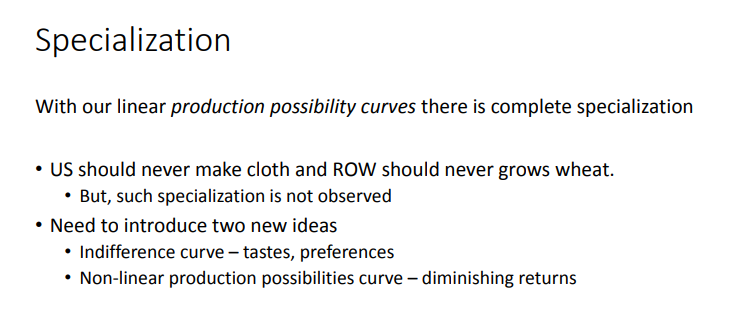 Specialization
With our linear production possibility curves there is complete specialization
• US should never make cloth and ROW should never grows wheat.
• But, such specialization is not observed
• Need to introduce two new ideas
• Indifference curve – tastes, preferences
• Non-linear production possibilities curve – diminishing returns